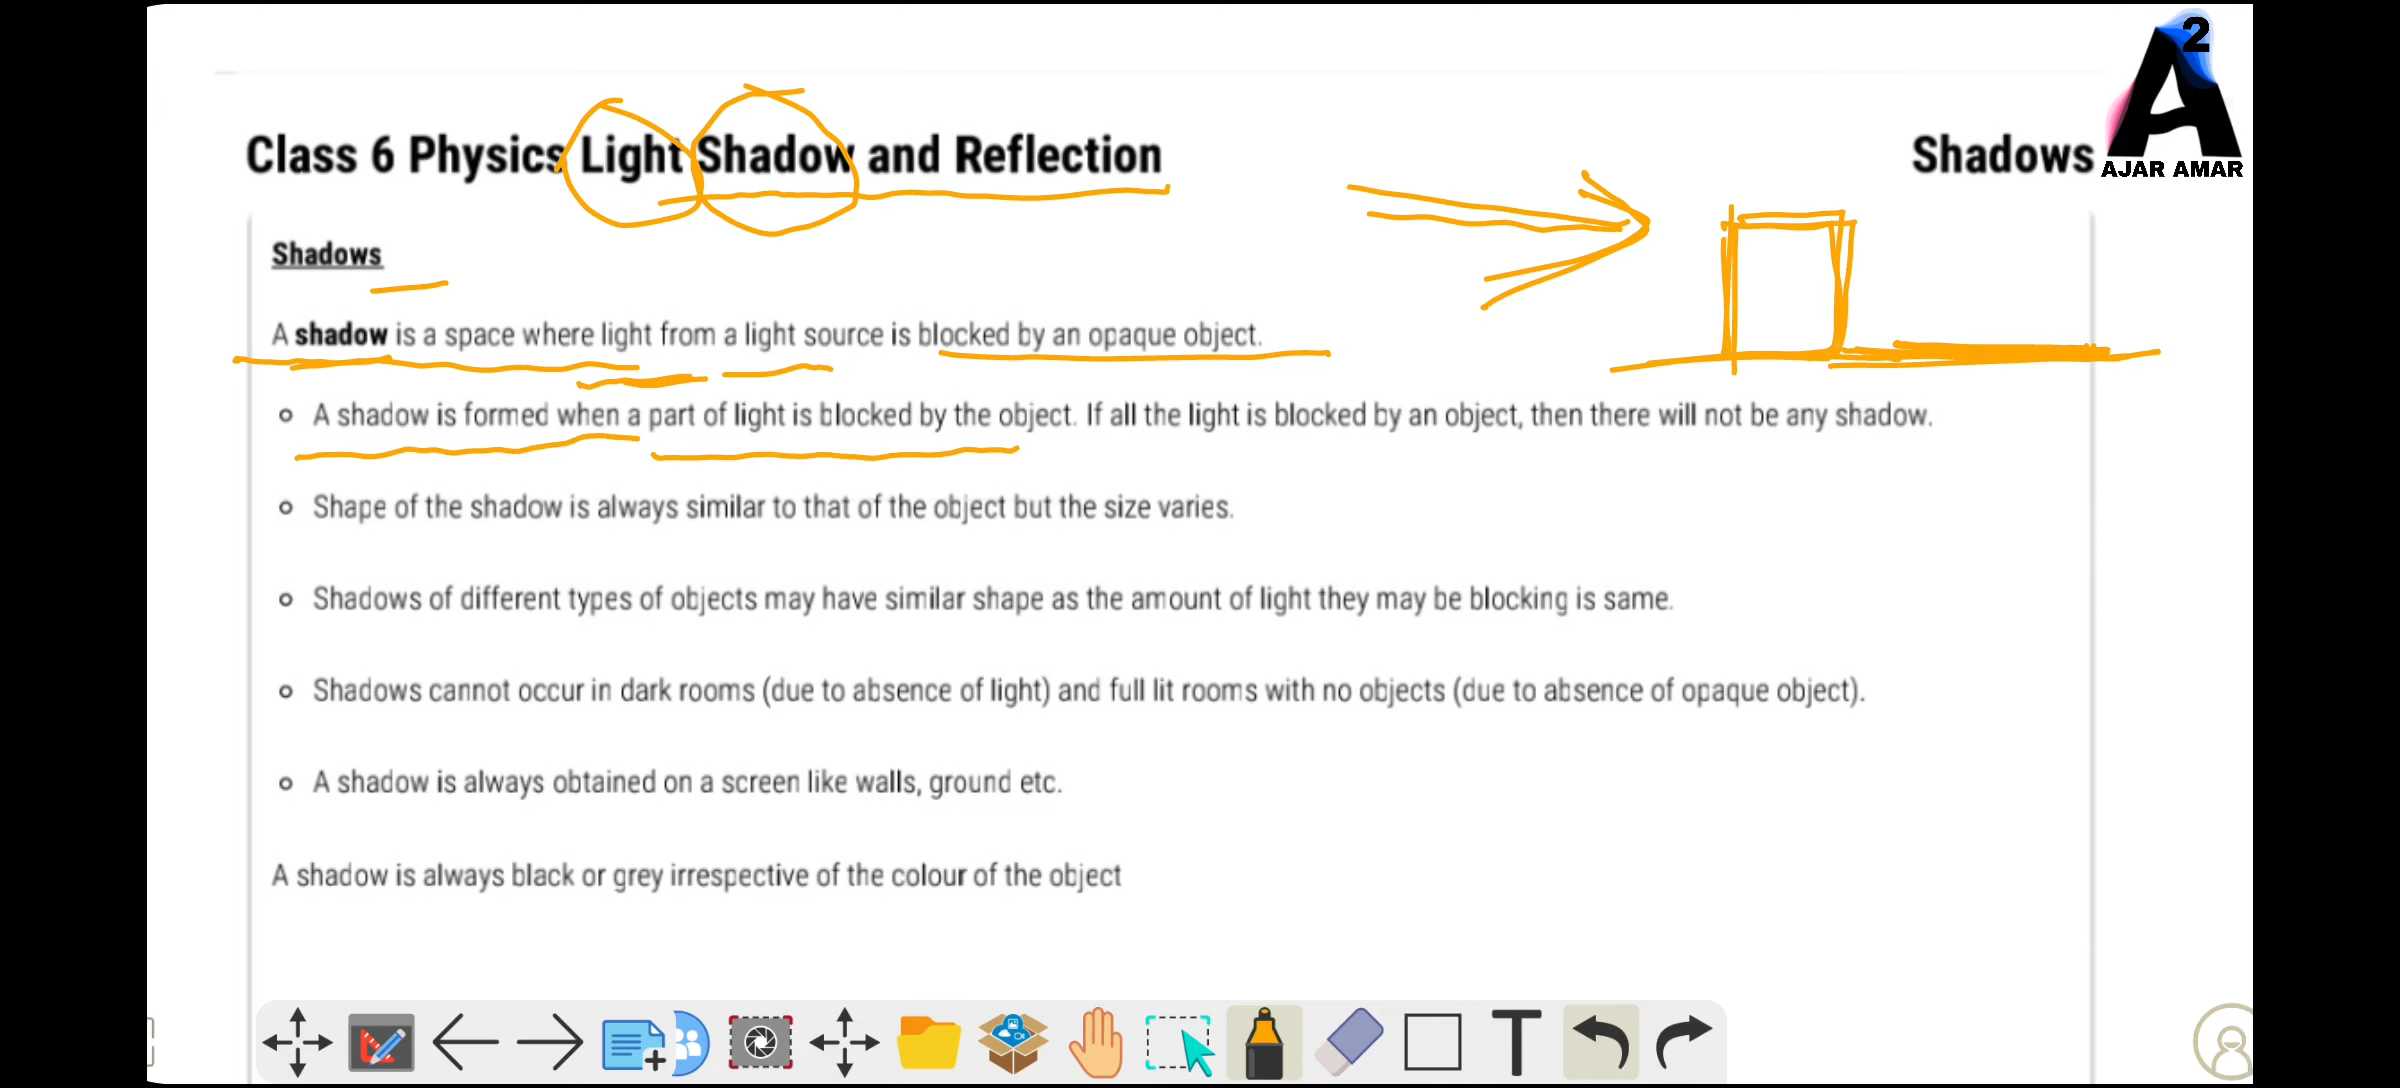 2
Class 6 Physics Light Shadow and Reflection
Shadows
AJAR AMAR
Shadows
A shadow is a space where light from a light source is blocked by an opaque object.
A shadow is formed when a part of light is blocked by the object. If all the light is blocked by an object, then there will not be any shadow.
Shape of the shadow is always similar to that of the object but the size varies.
Shadows of different types of objects may have similar shape as the amount of light they may be blocking is same.
Shadows cannot occur in dark rooms (due to absence of light) and full lit rooms with no objects (due to absence of opaque object).
A shadow is always obtained on a screen like walls, ground etc.
A shadow is always black or grey irrespective of the colour of the object